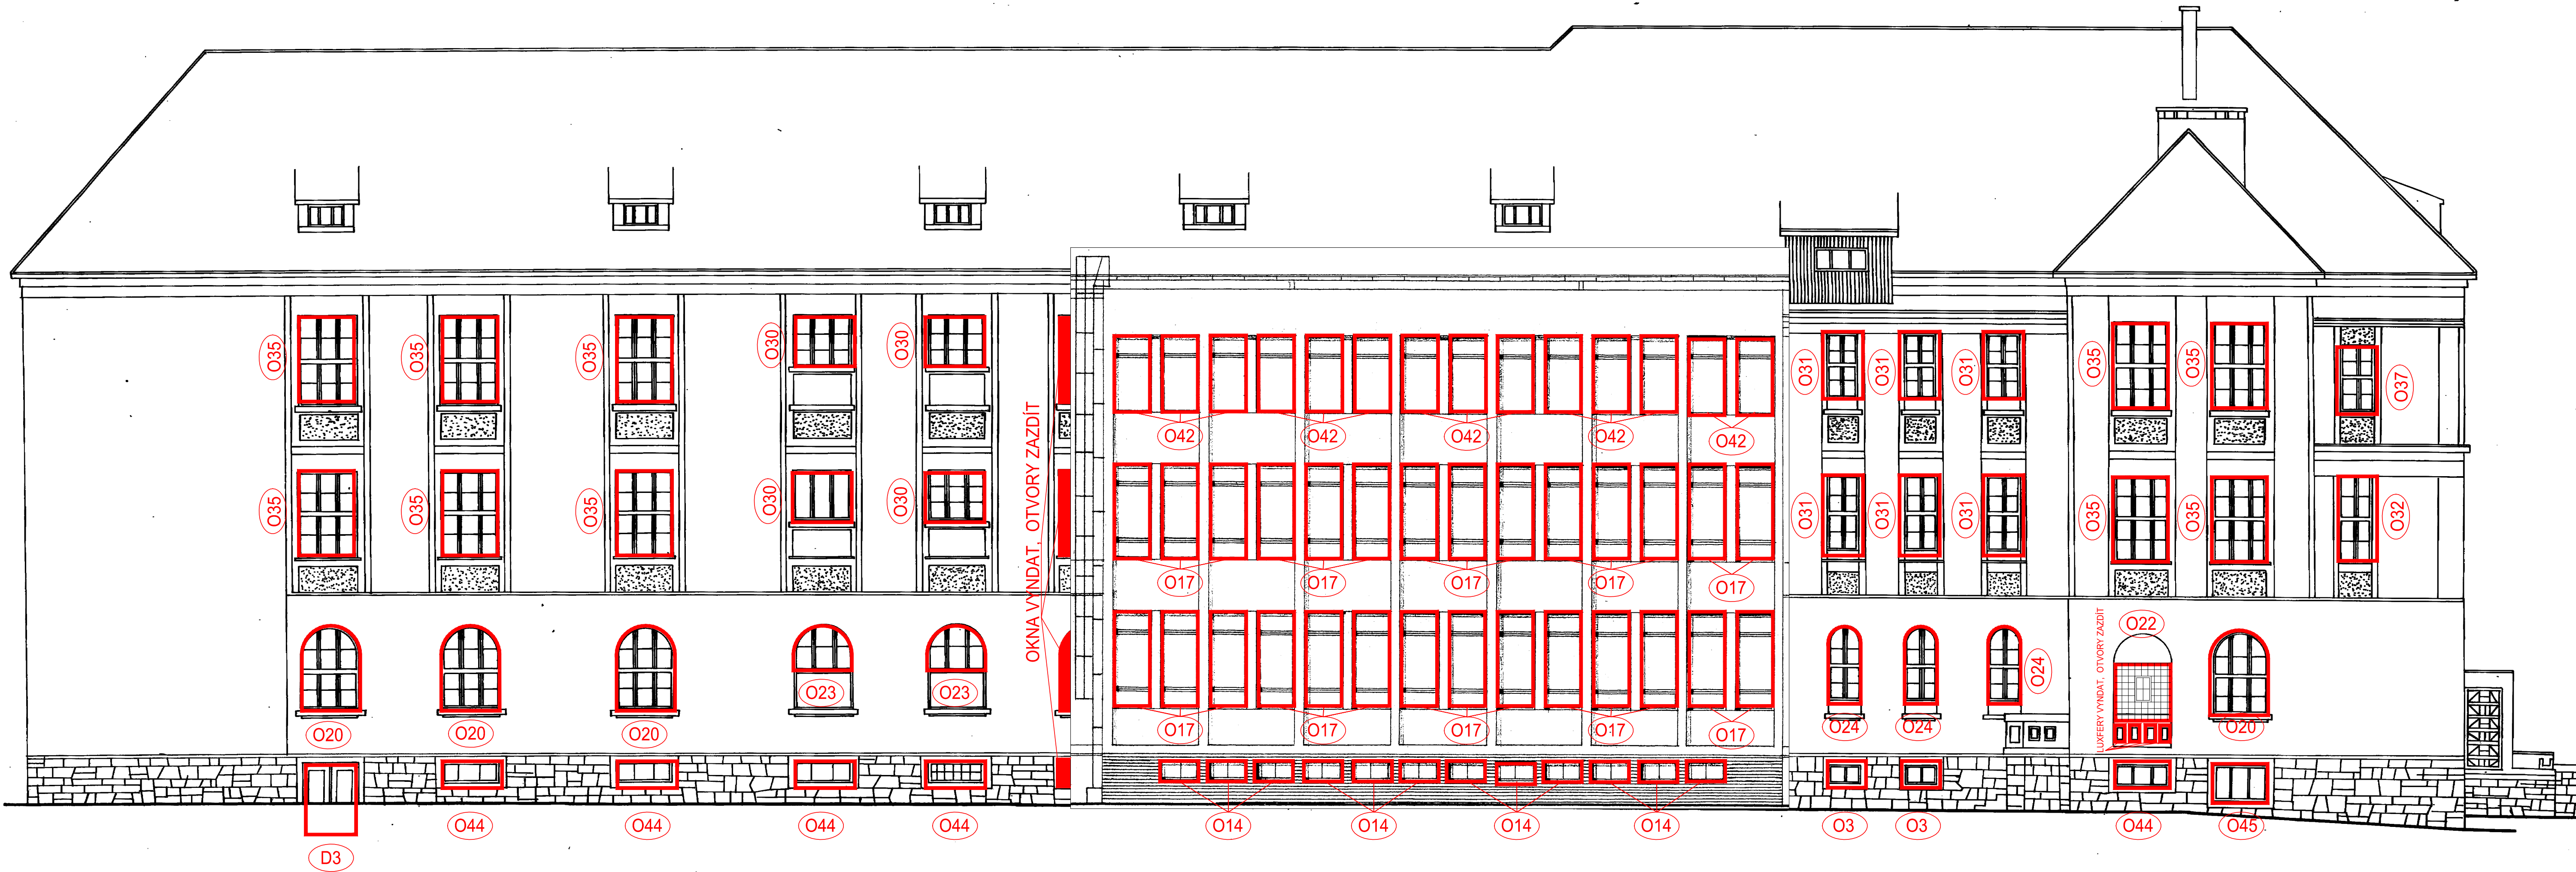 O35
O35
O35
O30
O30
O31
O31
O31
O35
O35
O37
O42
O42
O42
O42
O42
O35
O35
O35
O30
O30
OKNA VYNDAT, OTVORY ZAZDÍT
O31
O31
O31
O35
O35
O32
O17
O17
O17
O17
O17
O22
LUXFERY VYNDAT, OTVORY ZAZDÍT
O24
O23
O23
O20
O20
O20
O17
O17
O17
O17
O17
O24
O24
O20
O44
O44
O44
O44
O14
O14
O14
O14
O3
O3
O44
O45
D3